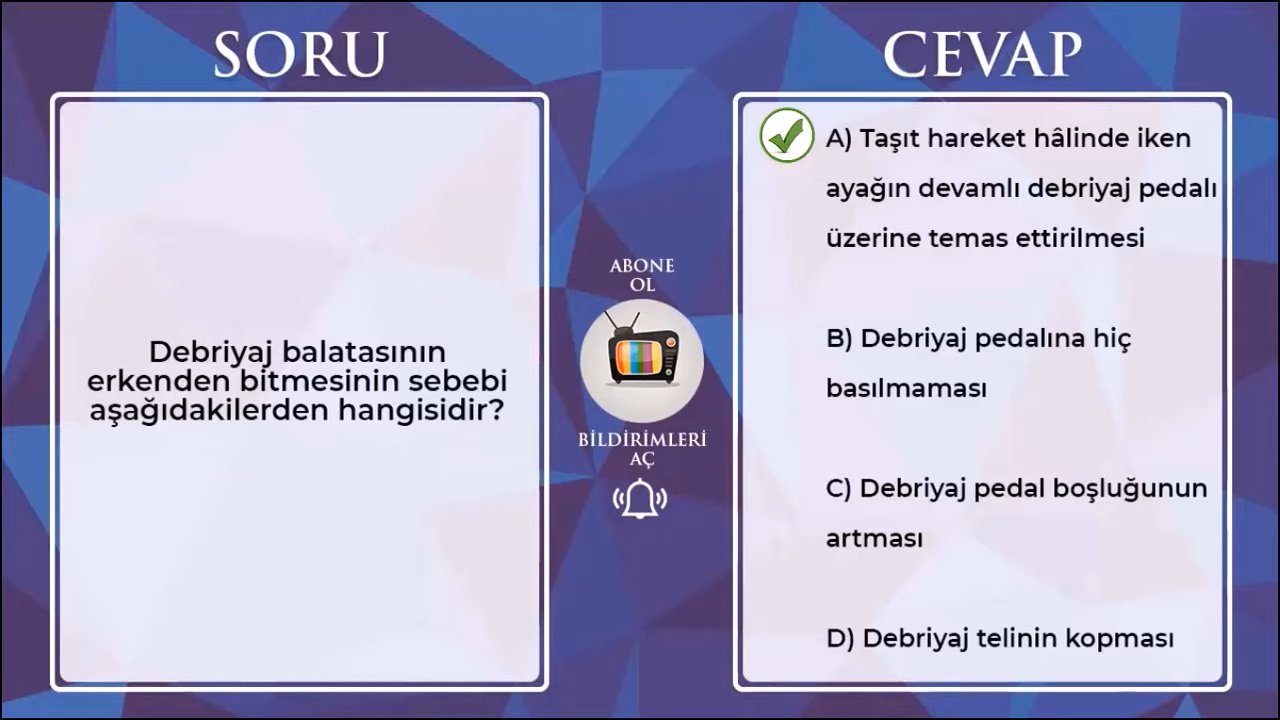 SORU
Debriyaj balatasının
erkenden bitmesinin sebebi
aşağıdakilerden hangisidir?
ABONE
OL
BİLDİRİMLERİ
AÇ
CEVAP
A) Taşıt hareket hâlinde iken
ayağın devamlı debriyaj pedalı
üzerine temas ettirilmesi
B) Debriyaj pedalına hiç
basılmaması
C) Debriyaj pedal boşluğunun
artması
D) Debriyaj telinin kopması